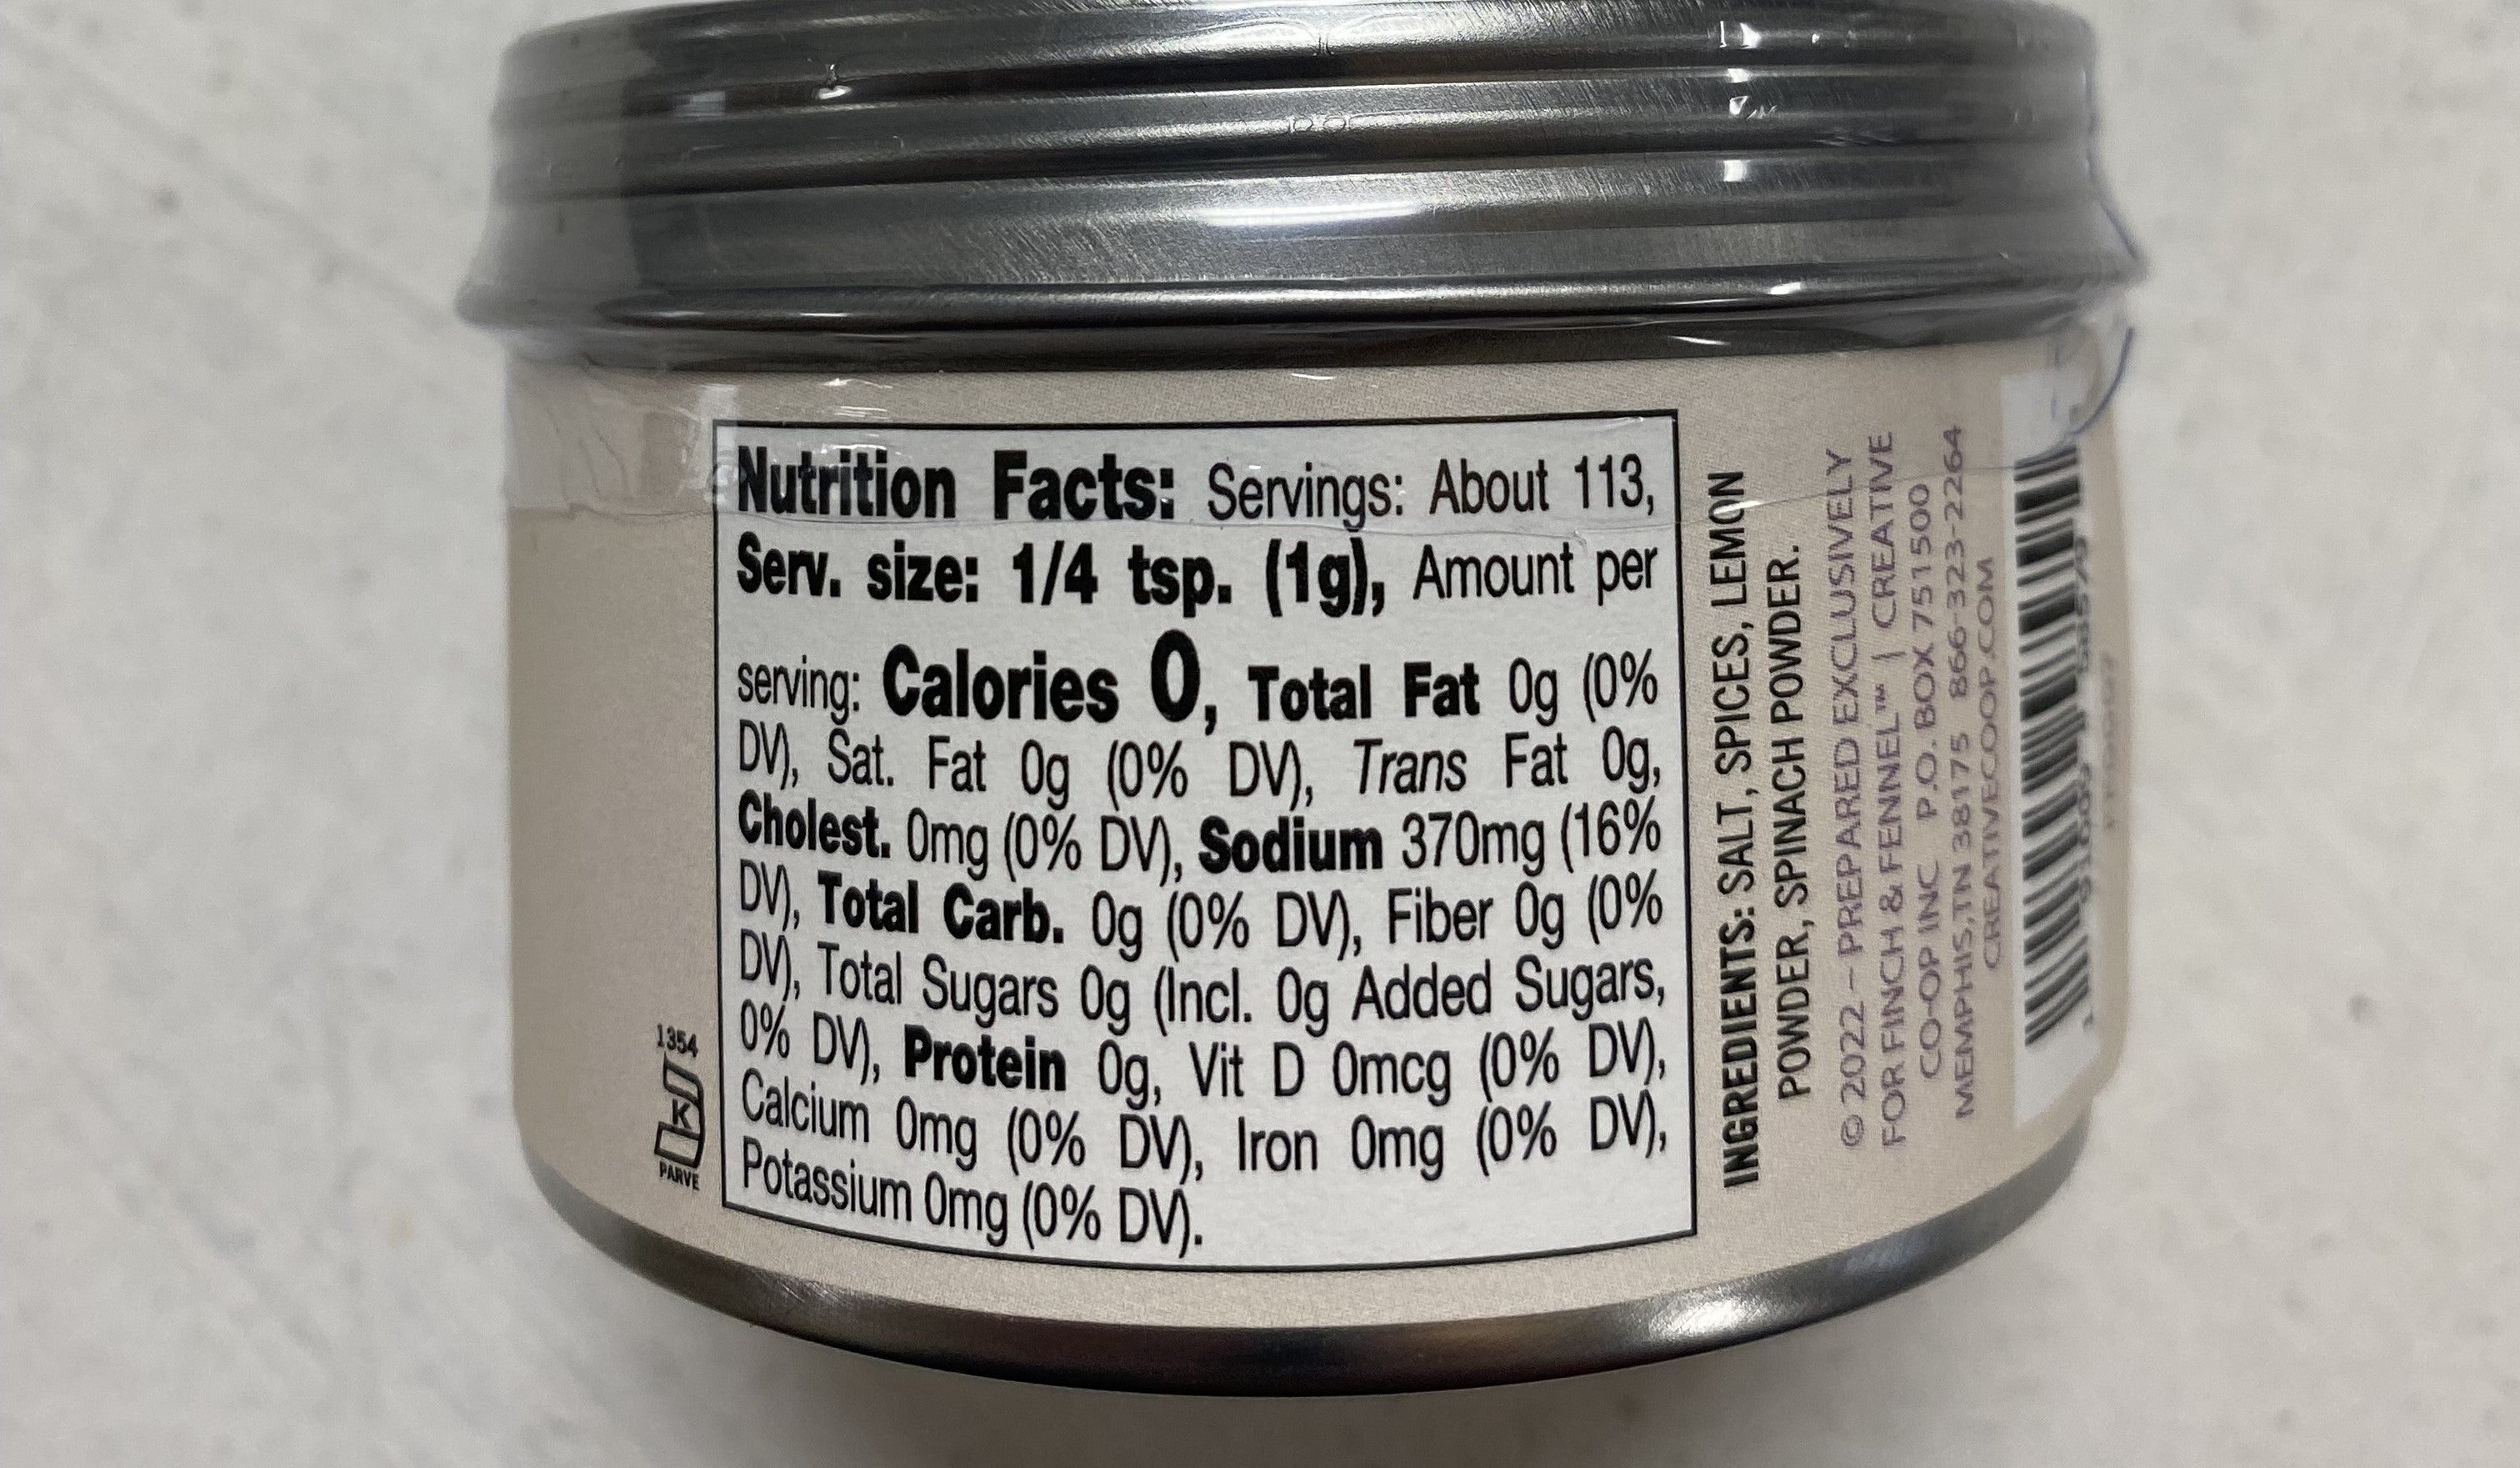 Nutrition Facts: Servings: About 113,
Serv. size: 1/4 tsp. (1g), Amount per
serving: Calories 0, Total Fat 0g (0%
DV), Sat. Fat 0g (0% DV), Trans Fat 0g,
Cholest. 0mg (0% DV), Sodium 370mg (16%
DV), Total Carb. 0g (0% DV), Fiber 0g (0%
DV), Total Sugars 0g (Incl. 0g Added Sugars,
0% DV), Protein 0g, Vit D 0mcg (0% DV),
Calcium 0mg (0% DV), Iron 0mg (0% DV),
Potassium 0mg (0% DV).
1354
K
PARVE
INGREDIENTS: SALT, SPICES, LEMON
POWDER, SPINACH POWDER.
© 2022 – PREPARED EXCLUSIVELY
FOR FINCH & FENNEL™ | CREATIVE
CO-OP INC P.O. BOX 751500
MEMPHIS, TN 38175 866-323-2264
CREATIVECOOP.COM